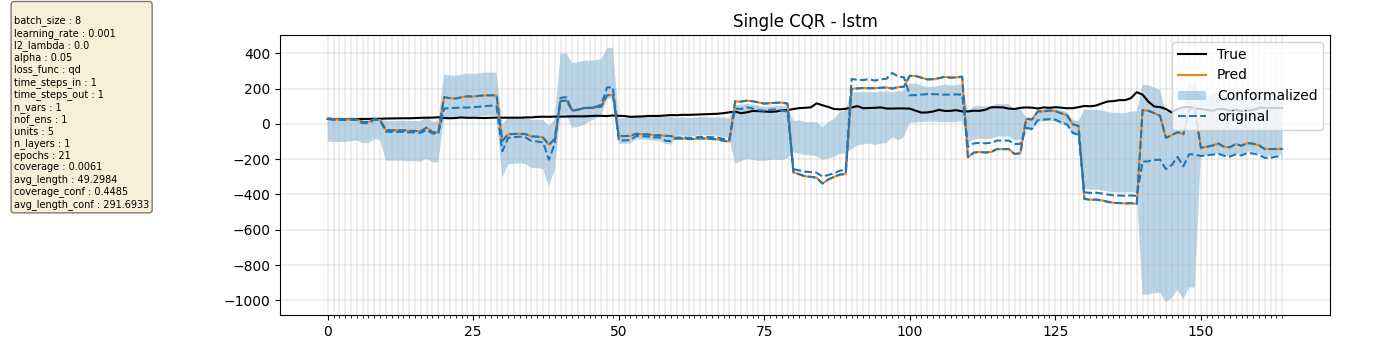 batch_size : 8
learning_rate : 0.001
l2_lambda : 0.0
alpha : 0.05
loss_func : qd
time_steps_in : 1
time_steps_out : 1
n_vars : 1
nof_ens : 1
units : 5
n_layers : 1
epochs : 21
coverage : 0.0061
avg_length : 49.2984
coverage_conf : 0.4485
avg_length_conf : 291.6933
Single CQR - lstm
True
Pred
Conformalized
original
400
200
0
−200
−400
−600
−800
−1000
0 25 50 75 100 125 150